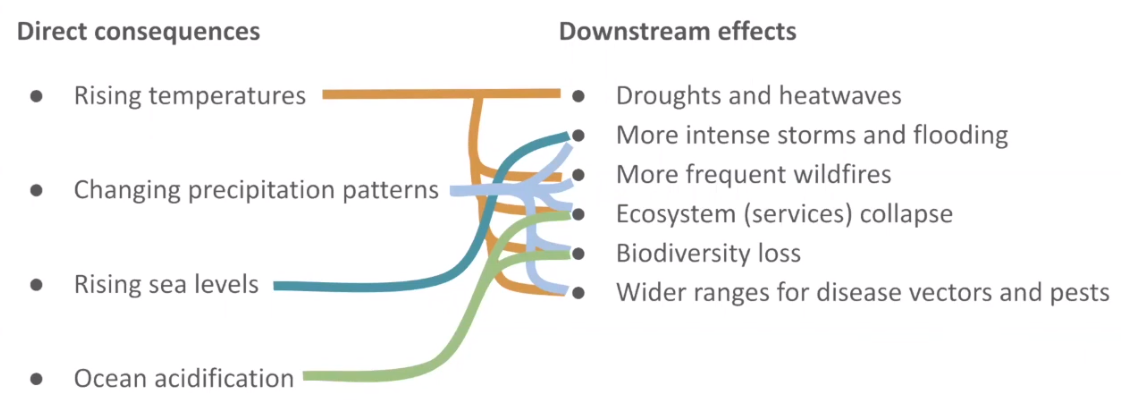 Direct consequences
Rising temperatures
Changing precipitation patterns
Rising sea levels
Ocean acidification
Downstream effects
Droughts and heatwaves
More intense storms and flooding
More frequent wildfires
Ecosystem (services) collapse
Biodiversity loss
Wider ranges for disease vectors and pests